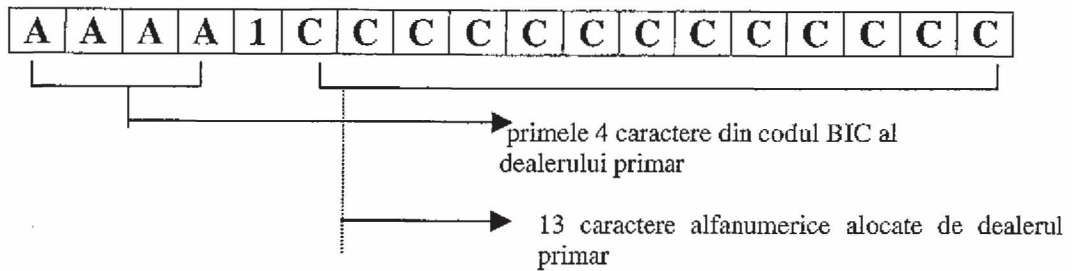 A A A A 1 C C C C C C C C C C C C C
primele 4 caractere din codul BIC al
dealerului primar
13 caractere alfanumerice alocate de dealerul
primar